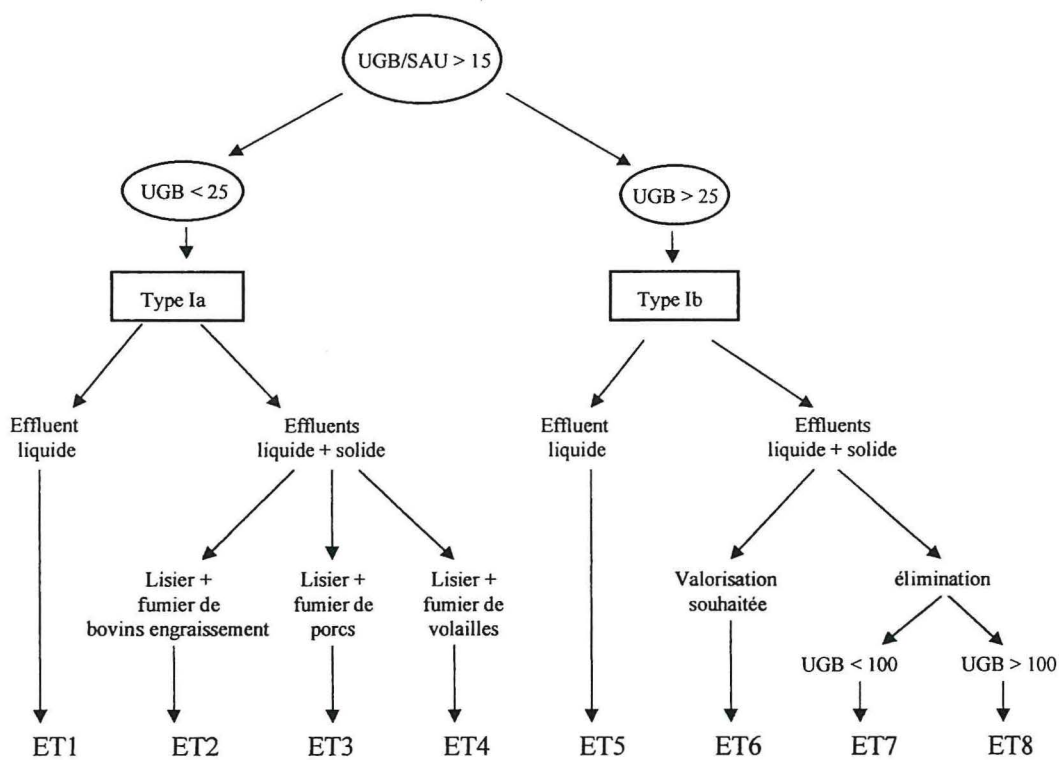 UGB/SAU > 15
UGB < 25
UGB > 25
Type Ia
Type Ib
Effluent
liquide
Effluents
liquide + solide
Effluent
liquide
Effluents
liquide + solide
Lisier +
fumier de
bovins engraissement
Lisier +
fumier de
porcs
Lisier +
fumier de
volailles
Valorisation
souhaitée
élimination
UGB < 100
UGB > 100
ET1
ET2
ET3
ET4
ET5
ET6
ET7
ET8